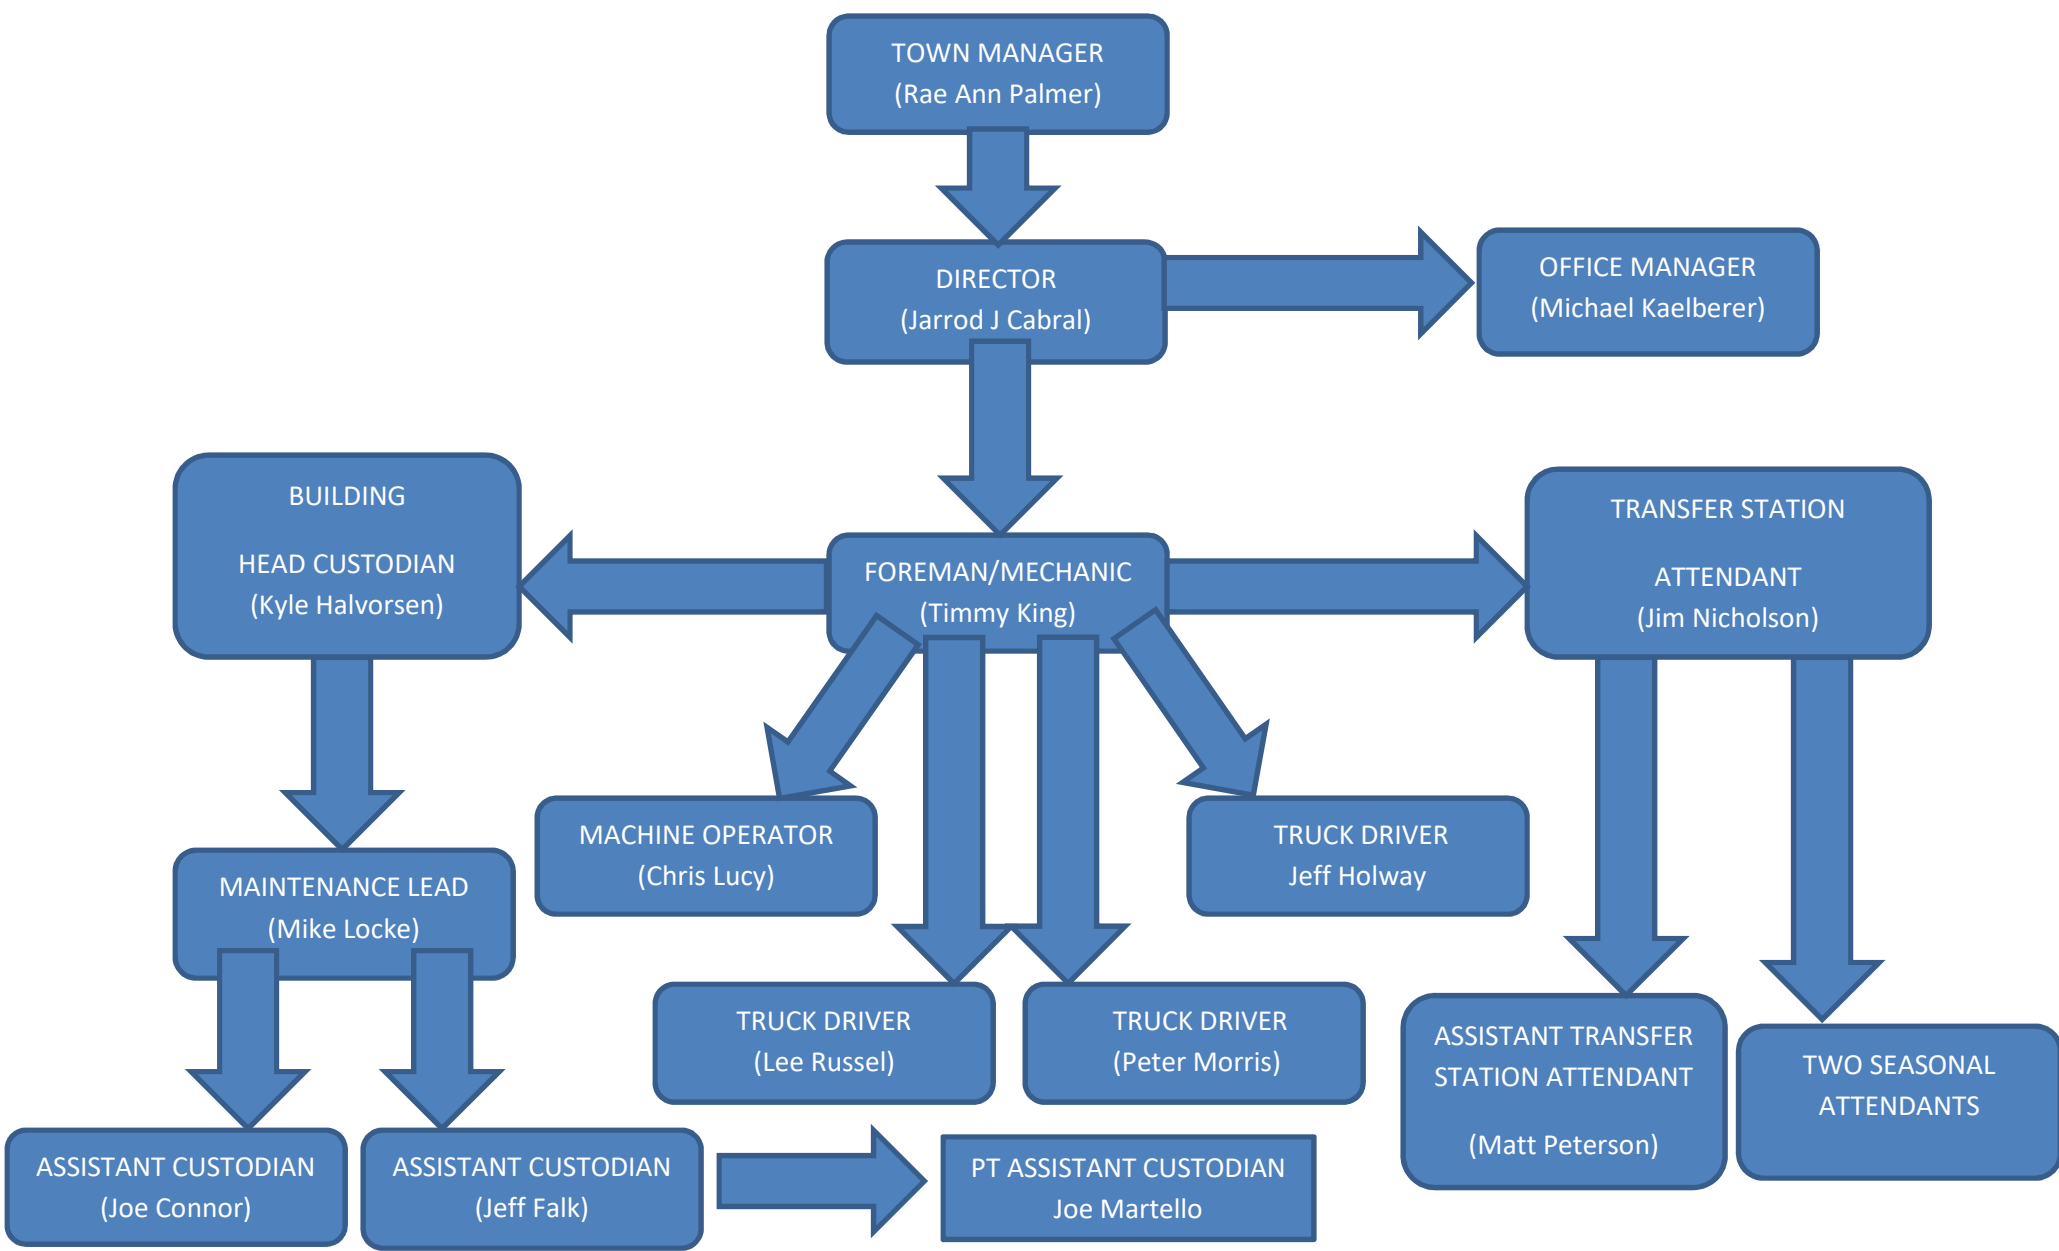 TOWN MANAGER
(Rae Ann Palmer)
DIRECTOR
(Jarrod J Cabral)
OFFICE MANAGER
(Michael Kaelberer)
BUILDING
HEAD CUSTODIAN
(Kyle Halvorsen)
FOREMAN/MECHANIC
(Timmy King)
TRANSFER STATION
ATTENDANT
(Jim Nicholson)
MACHINE OPERATOR
(Chris Lucy)
TRUCK DRIVER
Jeff Holway
MAINTENANCE LEAD
(Mike Locke)
TRUCK DRIVER
(Lee Russel)
TRUCK DRIVER
(Peter Morris)
ASSISTANT TRANSFER
STATION ATTENDANT
(Matt Peterson)
TWO SEASONAL
ATTENDANTS
ASSISTANT CUSTODIAN
(Joe Connor)
ASSISTANT CUSTODIAN
(Jeff Falk)
PT ASSISTANT CUSTODIAN
Joe Martello